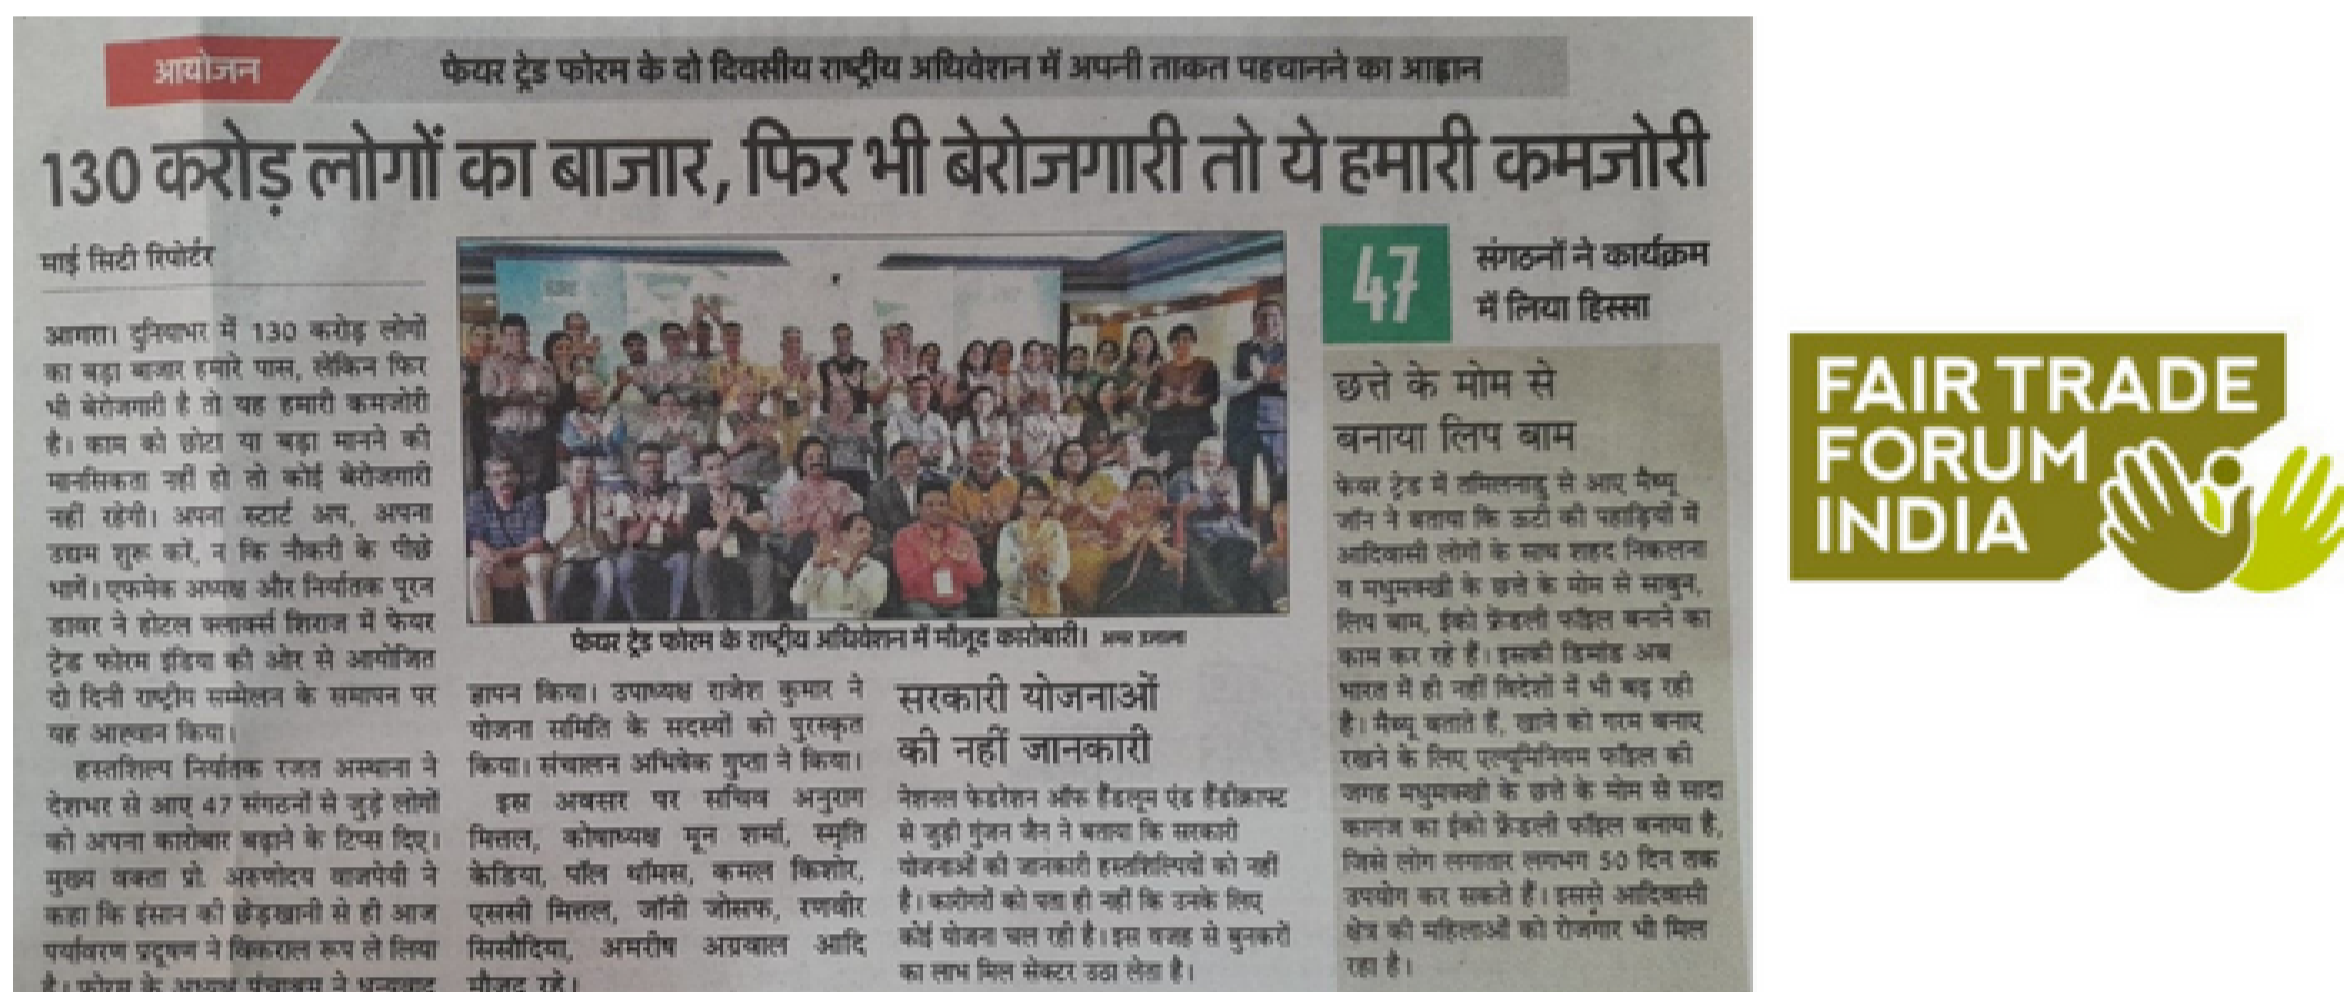 आयोजन
फेयर ट्रेड फोरम के दो दिवसीय राष्ट्रीय अधिवेशन में अपनी ताकत पहचानने का आह्वान
130 करोड़ लोगों का बाजार, फिर भी बेरोजगारी तो ये हमारी कमजोरी
माई सिटी रिपोर्टर
आगरा। दुनियाभर में 130 करोड़ लोगों
का बड़ा बाजार हमारे पास, लेकिन फिर
भी बेरोजगारी है तो यह हमारी कमजोरी
है। काम को छोटा या बड़ा मानने की
मानसिकता नहीं हो तो कोई बेरोजगारी
नहीं रहेगी। अपना स्टार्ट अप, अपना
उद्यम शुरू करें, न कि नौकरी के पीछे
भागें। एफमेक अध्यक्ष और निर्यातक पूरन
डावर ने होटल क्लार्क्स शिराज में फेयर
ट्रेड फोरम इंडिया की ओर से आयोजित
दो दिनी राष्ट्रीय सम्मेलन के समापन पर
यह आह्वान किया।
हस्तशिल्प निर्यातक रजत अस्थाना ने
देशभर से आए 47 संगठनों से जुड़े लोगों
को अपना कारोबार बढ़ाने के टिप्स दिए।
मुख्य वक्ता प्रो. अरुणोदय वाजपेयी ने
कहा कि इंसान की छेड़खानी से ही आज
पर्यावरण प्रदूषण ने विकराल रूप ले लिया
है। फोरम के अध्यक्ष पंचाक्षरम ने धन्यवाद
फेयर ट्रेड फोरम के राष्ट्रीय अधिवेशन में मौजूद कारोबारी। अमर उजाला
ज्ञापन किया। उपाध्यक्ष राजेश कुमार ने
योजना समिति के सदस्यों को पुरस्कृत
किया। संचालन अभिषेक गुप्ता ने किया।
इस अवसर पर सचिव अनुराग
मित्तल, कोषाध्यक्ष मून शर्मा, स्मृति
केडिया, पॉल थॉमस, कमल किशोर,
एससी मित्तल, जॉनी जोसफ, रणवीर
सिसौदिया, अमरीष अग्रवाल आदि
मौजूद रहे।
सरकारी योजनाओं
की नहीं जानकारी
नेशनल फेडरेशन ऑफ हैंडलूम एंड हैंडीक्राफ्ट
से जुड़ी गुंजन जैन ने बताया कि सरकारी
योजनाओं की जानकारी हस्तशिल्पियों को नहीं
है। कारीगरों को पता ही नहीं कि उनके लिए
कोई योजना चल रही है। इस वजह से बुनकरों
का लाभ मिल सेक्टर उठा लेता है।
47
संगठनों ने कार्यक्रम
में लिया हिस्सा
छत्ते के मोम से
बनाया लिप बाम
फेयर ट्रेड में तमिलनाडु से आए मैथ्यू
जॉन ने बताया कि ऊटी की पहाड़ियों में
आदिवासी लोगों के साथ शहद निकलना
व मधुमक्खी के छत्ते के मोम से साबुन,
लिप बाम, ईको फ्रेंडली फॉइल बनाने का
काम कर रहे हैं। इसकी डिमांड अब
भारत में ही नहीं विदेशों में भी बढ़ रही
है। मैथ्यू बताते हैं, खाने को गरम बनाए
रखने के लिए एल्यूमिनियम फॉइल की
जगह मधुमक्खी के छत्ते के मोम से सादा
कागज का ईको फ्रेंडली फॉइल बनाया है,
जिसे लोग लगातार लगभग 50 दिन तक
उपयोग कर सकते हैं। इससे आदिवासी
क्षेत्र की महिलाओं को रोजगार भी मिल
रहा है।
FAIR TRADE
FORUM
INDIA